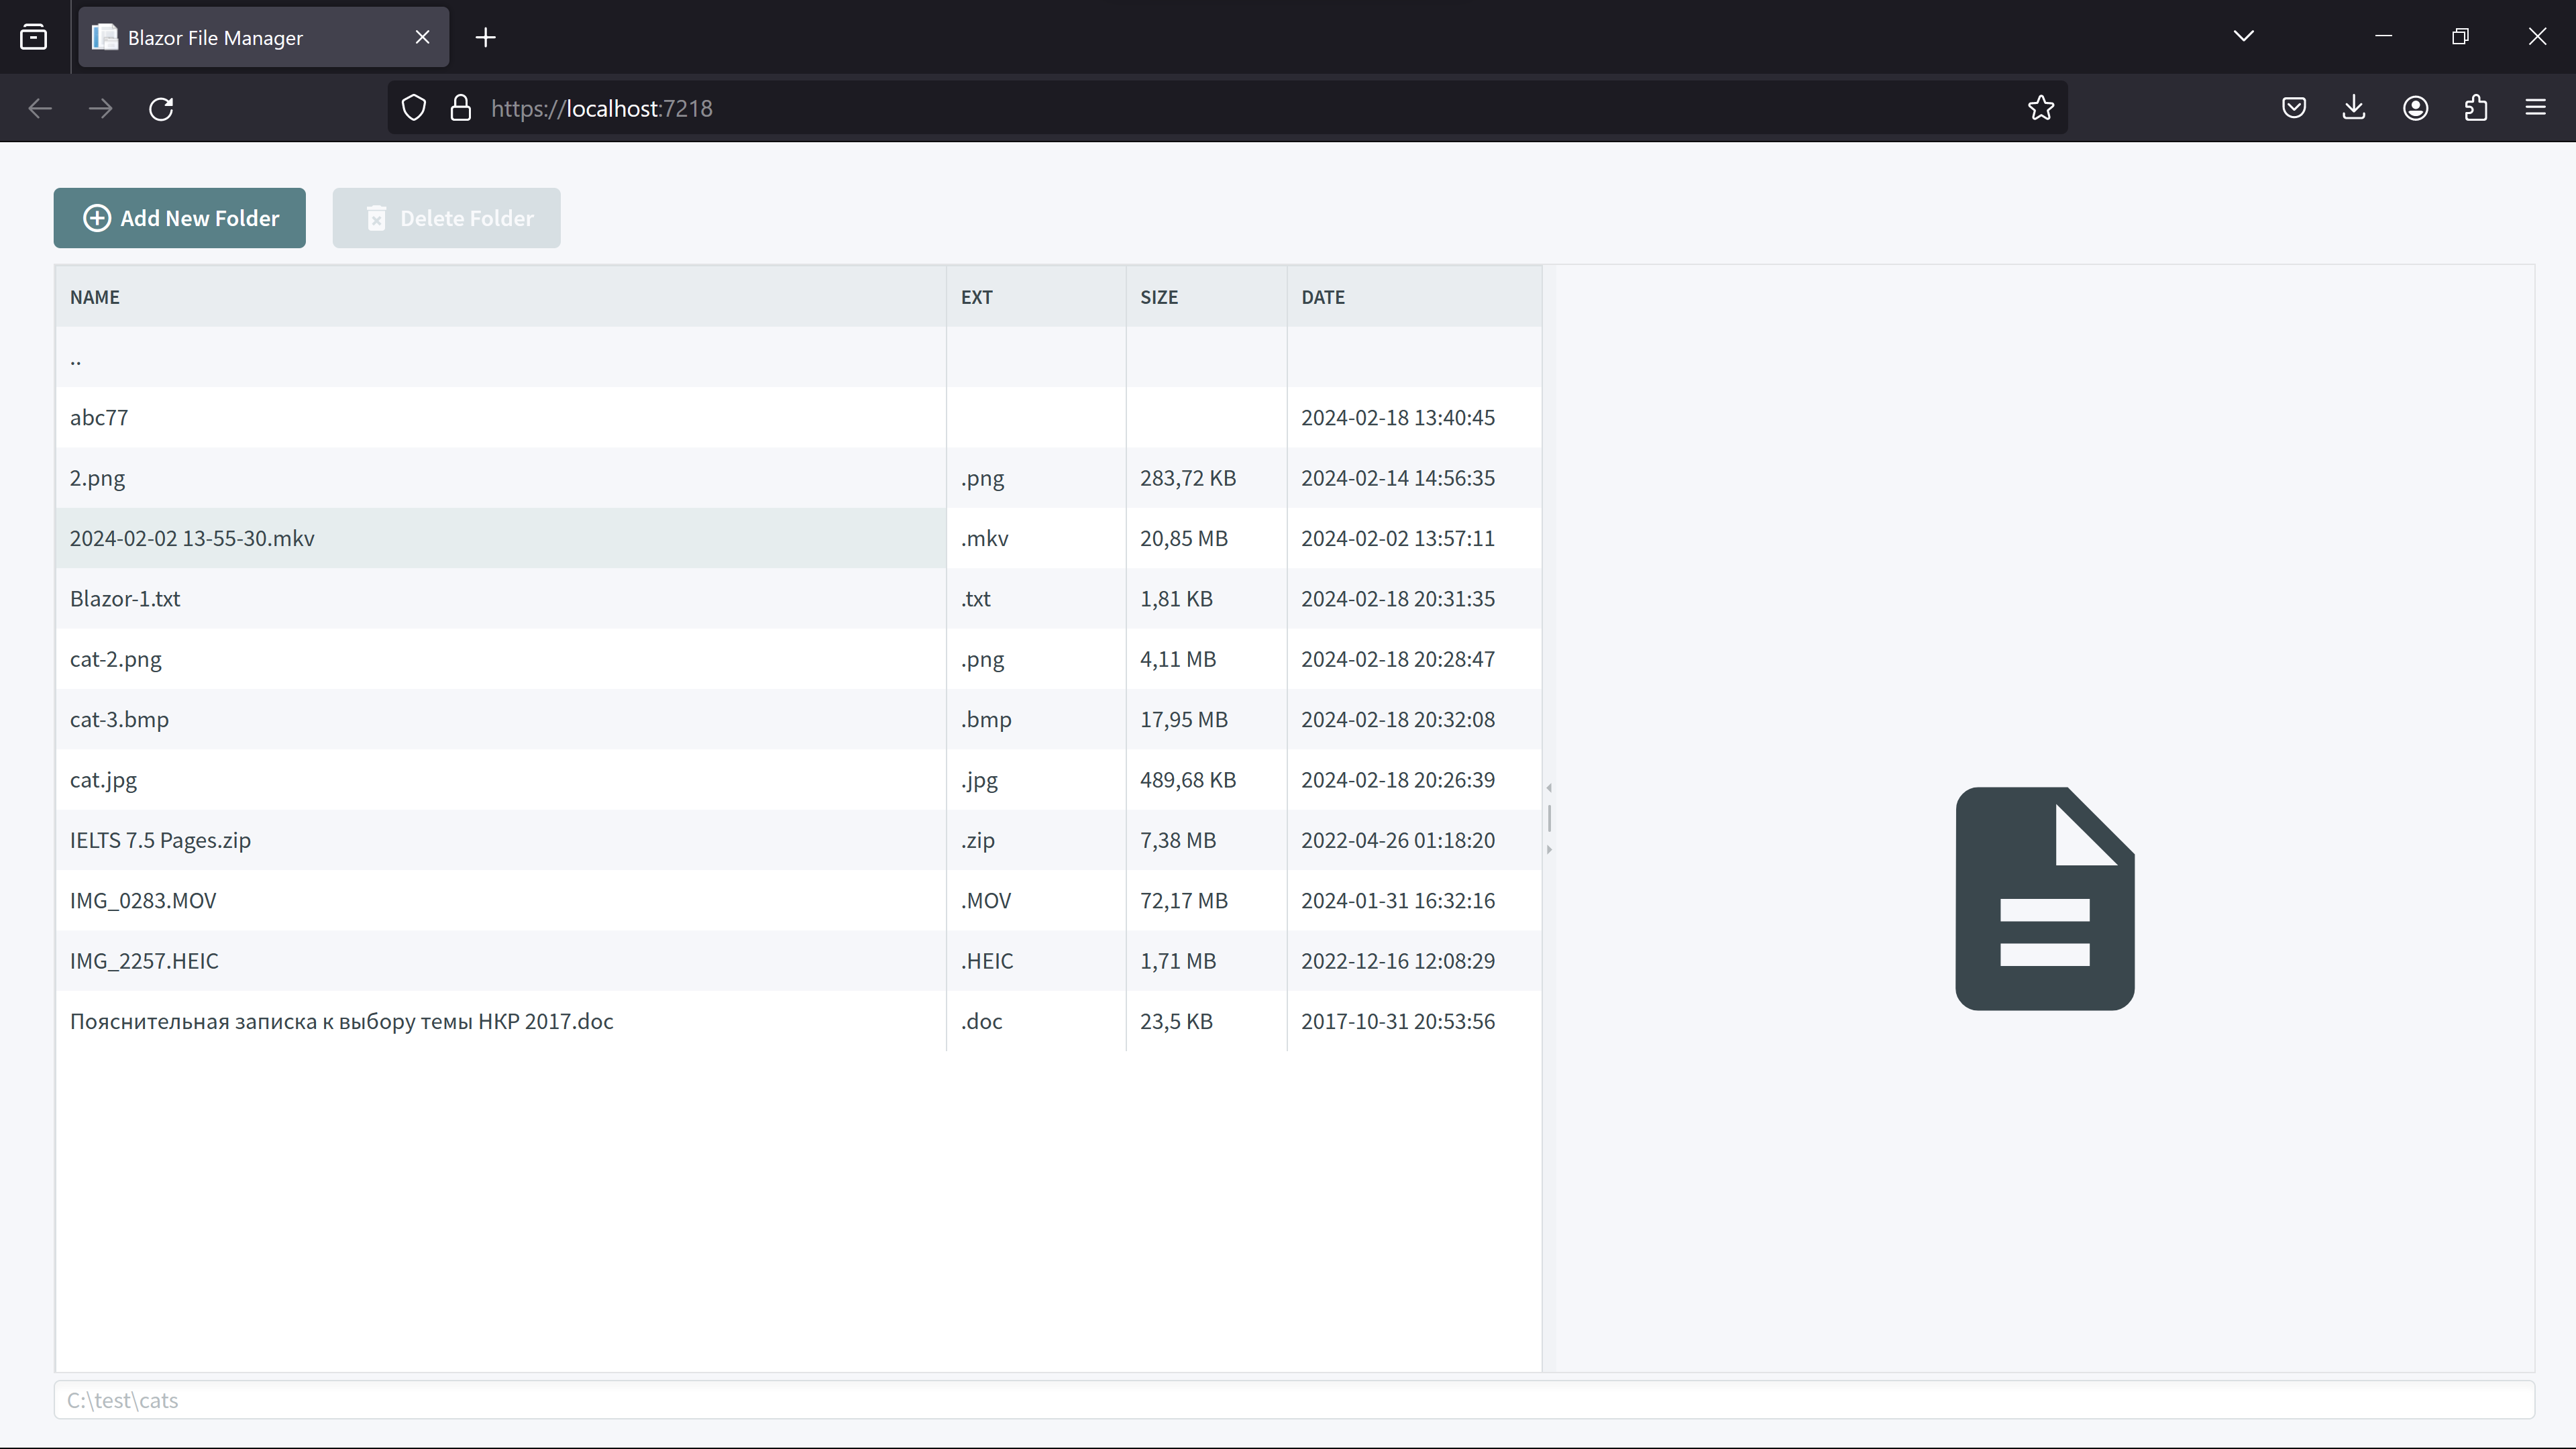 Blazor File Manager
https://localhost:7218
Add New Folder Delete Folder
NAME EXT SIZE DATE
..
abc77 2024-02-18 13:40:45
2.png .png 283,72 KB 2024-02-14 14:56:35
2024-02-02 13-55-30.mkv .mkv 20,85 MB 2024-02-02 13:57:11
Blazor-1.txt .txt 1,81 KB 2024-02-18 20:31:35
cat-2.png .png 4,11 MB 2024-02-18 20:28:47
cat-3.bmp .bmp 17,95 MB 2024-02-18 20:32:08
cat.jpg .jpg 489,68 KB 2024-02-18 20:26:39
IELTS 7.5 Pages.zip .zip 7,38 MB 2022-04-26 01:18:20
IMG_0283.MOV .MOV 72,17 MB 2024-01-31 16:32:16
IMG_2257.HEIC .HEIC 1,71 MB 2022-12-16 12:08:29
Пояснительная записка к выбору темы НКР 2017.doc .doc 23,5 KB 2017-10-31 20:53:56
C:\test\cats